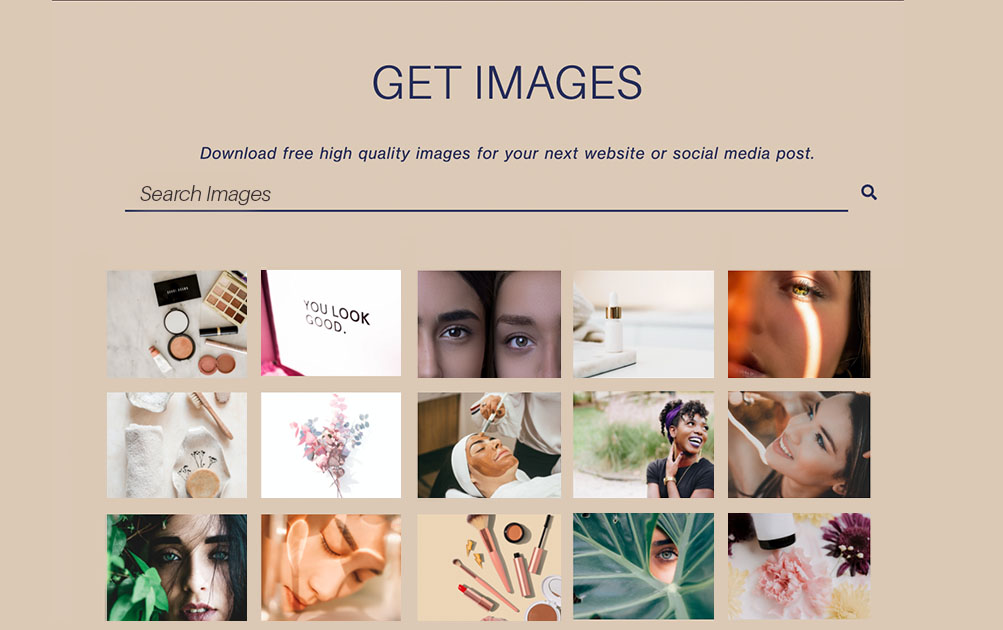 GET IMAGES
Download free high quality images for your next website or social media post.
Search Images
YOU LOOK
GOOD.